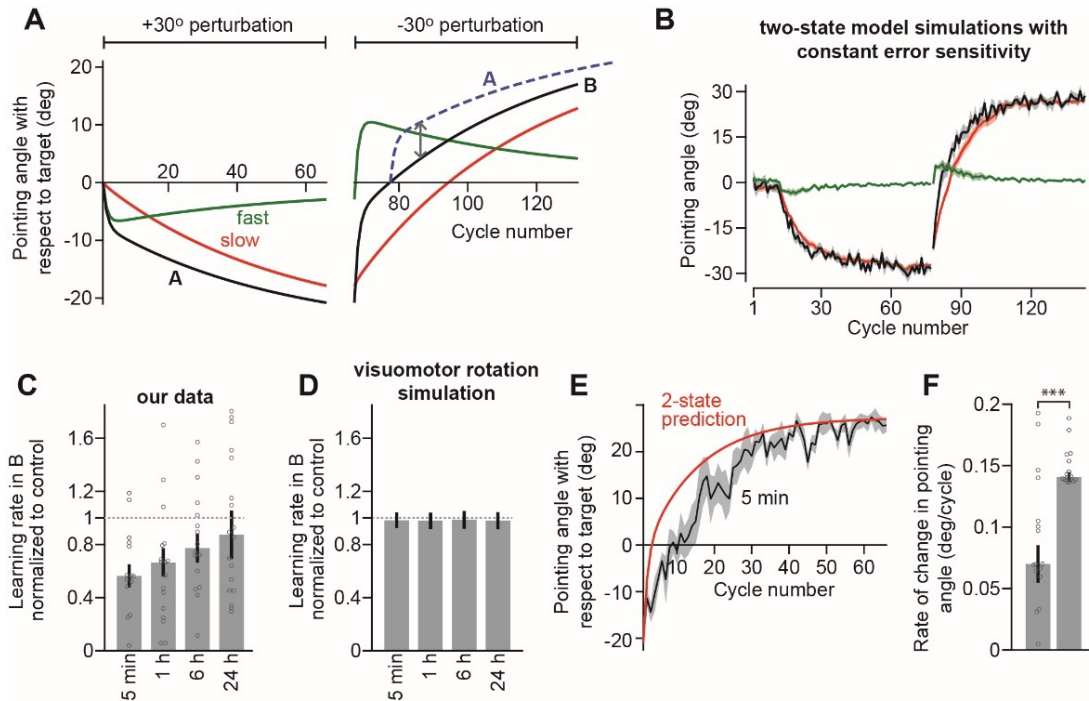 A
+30° perturbation
-30° perturbation
Pointing angle with
respect to target (deg)
20
10
0
-10
-20
20
40
60
fast
slow
A
A
B
80
100
120
Cycle number
B
two-state model simulations with
constant error sensitivity
Pointing angle (deg)
30
15
0
-15
-30
1
30
60
90
120
Cycle number
C
our data
Learning rate in B
normalized to control
1.6
1.2
1
0.8
0.4
0
5 min
1 h
6 h
24 h
D
visuomotor rotation
simulation
Learning rate in B
normalized to control
1.6
1.2
1
0.8
0.4
0
5 min
1 h
6 h
24 h
E
2-state
prediction
5 min
Pointing angle with
respect to target (deg)
20
10
0
-10
-20
10
20
30
40
50
60
Cycle number
F
***
Rate of change in pointing
angle (deg/cycle)
0.2
0.15
0.1
0.05
0